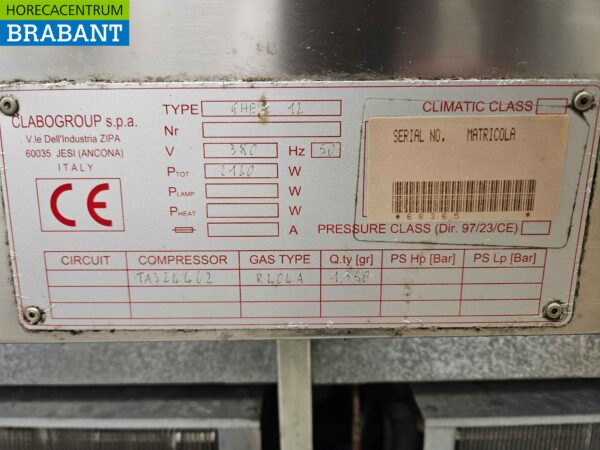 HORECACENTRUM
BRABANT
CLABOGROUP s.p.a.
V.le Dell'Industria ZIPA
60035 JESI (ANCONA)
ITALY
CE
TYPE 12
Nr
V 380 Hz 50
PTOT 2160 W
PLAMP W
PHEAT W
A
CLIMATIC CLASS
SERIAL NO. MATRICOLA
*68365*
PRESSURE CLASS (Dir. 97/23/CE)
CIRCUIT COMPRESSOR GAS TYPE Q.ty [gr] PS Hp [Bar] PS Lp [Bar]
R404A